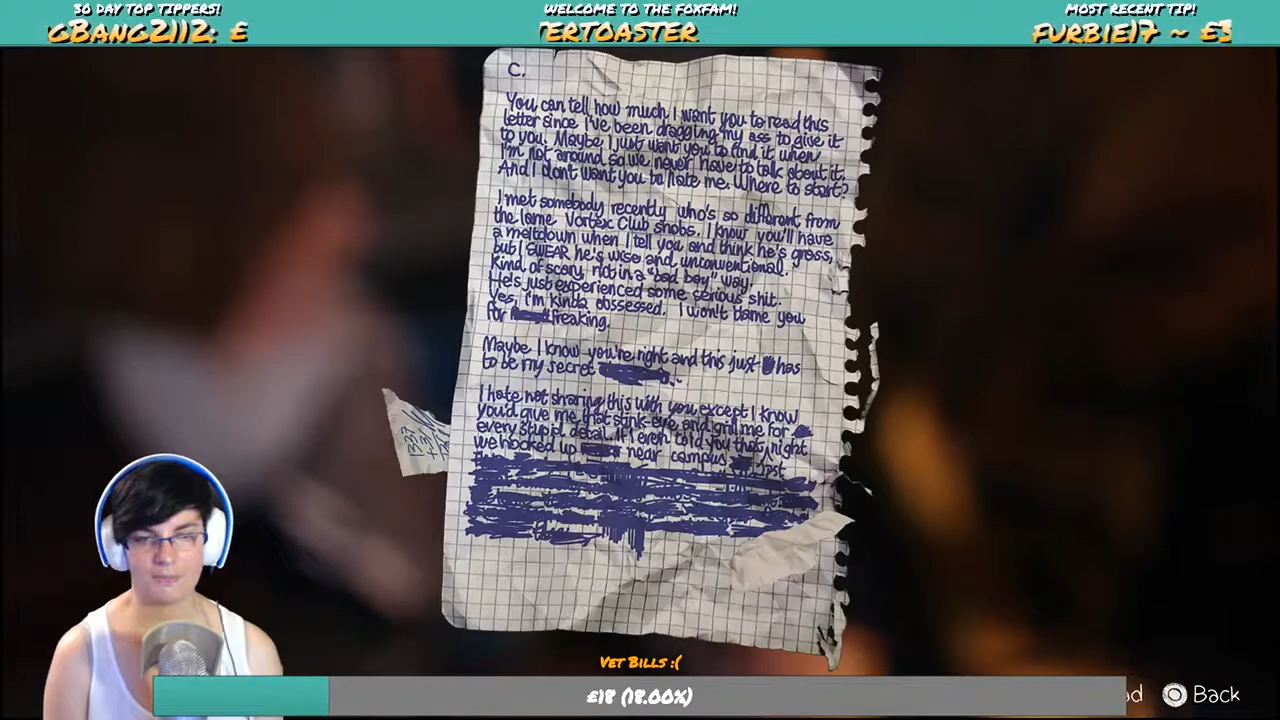 30 DAY TOP TIPPERS!
WELCOME TO THE FOXFAM!
MOST RECENT TIP!
GBANG2112: £
ERTOASTER
FURBIE17 ~ £3
C.
You can tell how much I want you to read this
letter since I've been dragging my ass to give it
to you. Maybe I just want you to find it when
I'm not around so we never have to talk about it.
And I dont want you to hate me. Where to start?
I met somebody recently who's so different from
the lame Vortex Club snobs. I know you'll have
a meltdown when I tell you and think he's gross,
but I SWEAR he's wise and unconventional.
Kind of scary, not in a "bad boy" way.
He's just experienced some serious shit.
Yes, I'm kinda obssessed. I won't blame you
for freaking.
Maybe I know you're right and this just has
to be my secret
I hate not sharing this with you except I know
you'd give me that stink-eye and grill me for
every stupid detail. If I even told you that night
we hooked up near campus Just
VET BILLS :(
£18 (18.00%)
ad
Back